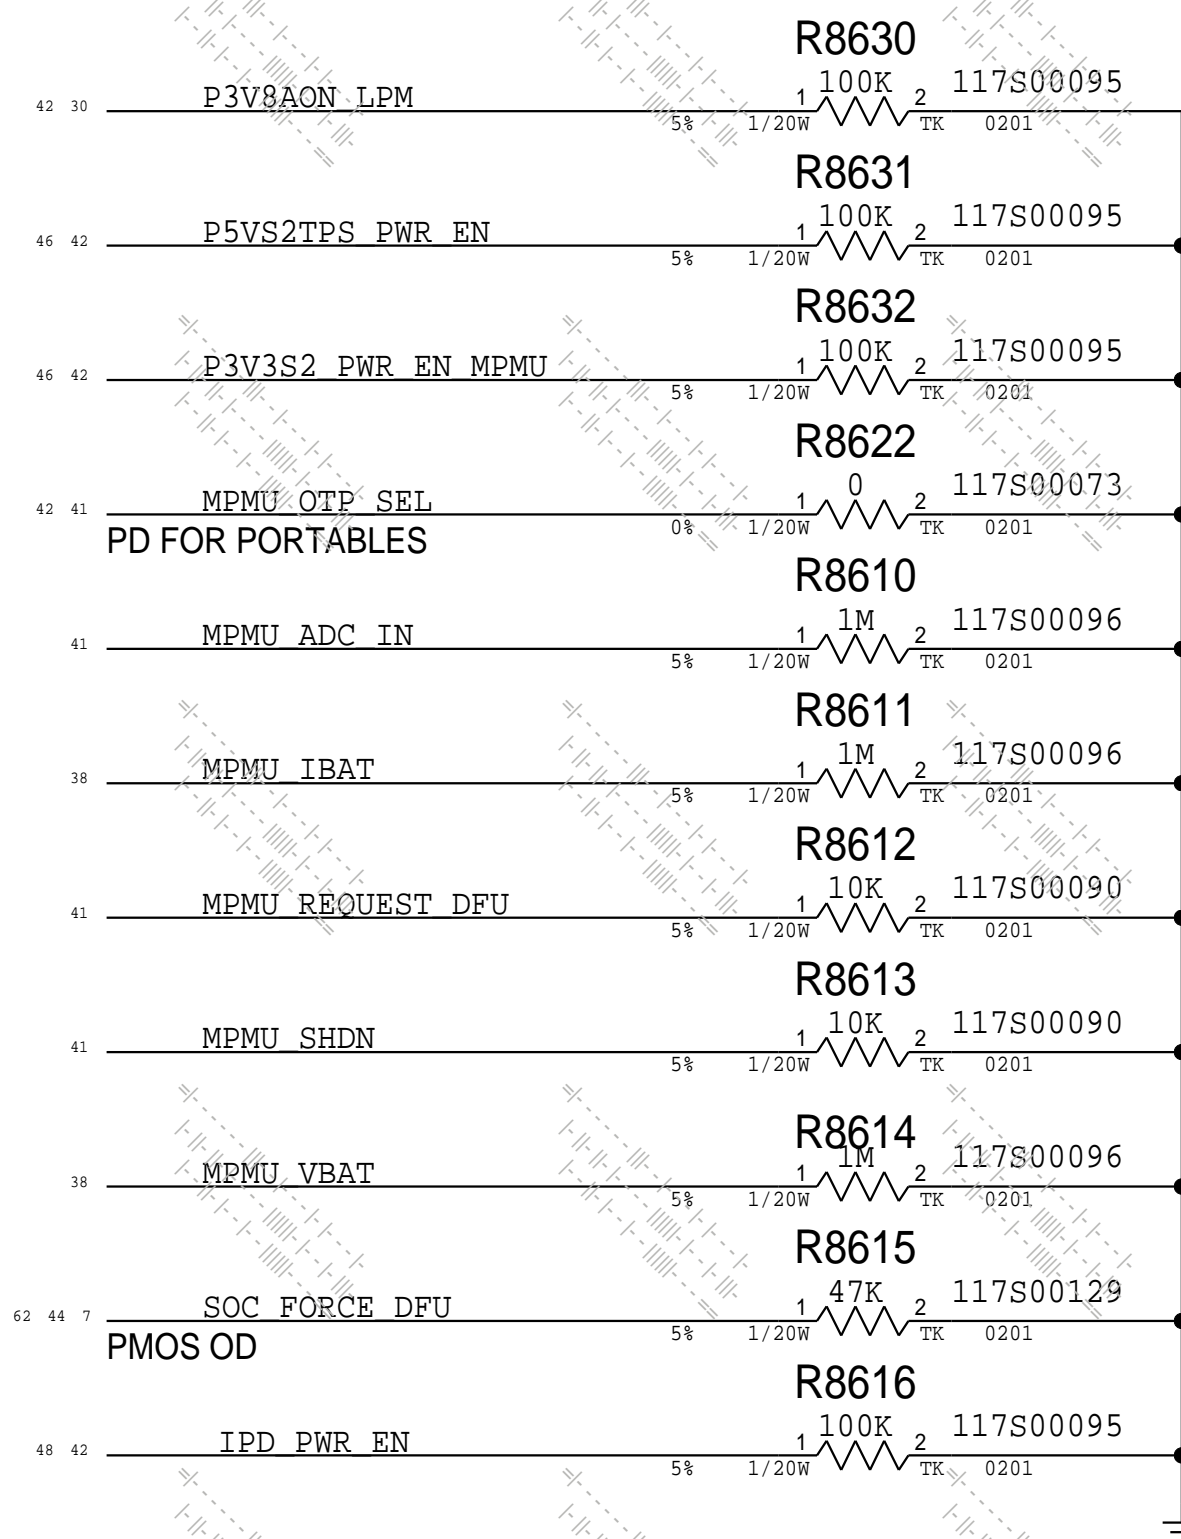 R8630
42 30 P3V8AON_LPM 1 100K 2 117S00095
5% 1/20W TK 0201
R8631
46 42 P5VS2TPS_PWR_EN 1 100K 2 117S00095
5% 1/20W TK 0201
R8632
46 42 P3V3S2_PWR_EN_MPMU 1 100K 2 117S00095
5% 1/20W TK 0201
R8622
42 41 MPMU_OTP_SEL 1 0 2 117S00073
0% 1/20W TK 0201
PD FOR PORTABLES
R8610
41 MPMU_ADC_IN 1 1M 2 117S00096
5% 1/20W TK 0201
R8611
38 MPMU_IBAT 1 1M 2 117S00096
5% 1/20W TK 0201
R8612
41 MPMU_REQUEST_DFU 1 10K 2 117S00090
5% 1/20W TK 0201
R8613
41 MPMU_SHDN 1 10K 2 117S00090
5% 1/20W TK 0201
R8614
38 MPMU_VBAT 1 1M 2 117S00096
5% 1/20W TK 0201
R8615
62 44 7 SOC_FORCE_DFU 1 47K 2 117S00129
5% 1/20W TK 0201
PMOS OD
R8616
48 42 IPD_PWR_EN 1 100K 2 117S00095
5% 1/20W TK 0201